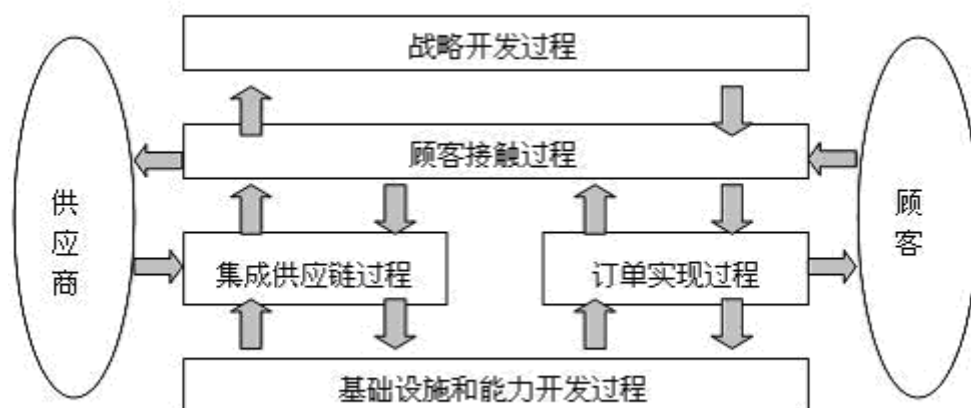 战略开发过程
顾客接触过程
供应商
顾客
集成供应链过程
订单实现过程
基础设施和能力开发过程